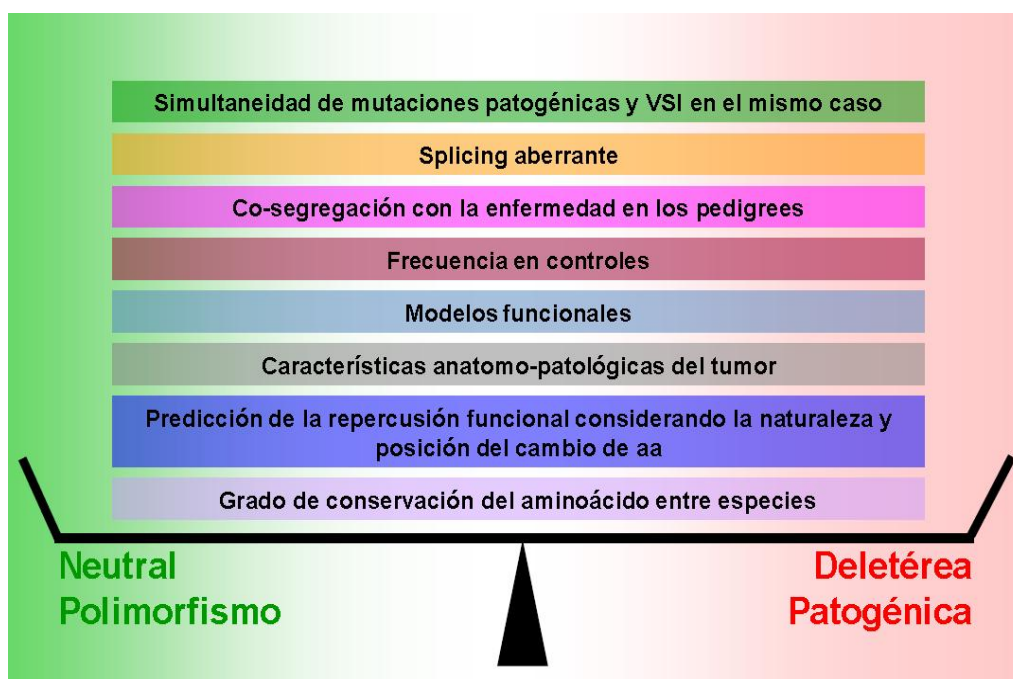 Simultaneidad de mutaciones patogénicas y VSI en el mismo caso
Splicing aberrante
Co-segregación con la enfermedad en los pedigrees
Frecuencia en controles
Modelos funcionales
Características anatomo-patológicas del tumor
Predicción de la repercusión funcional considerando la naturaleza y
posición del cambio de aa
Grado de conservación del aminoácido entre especies
Neutral
Polimorfismo
Deletérea
Patogénica